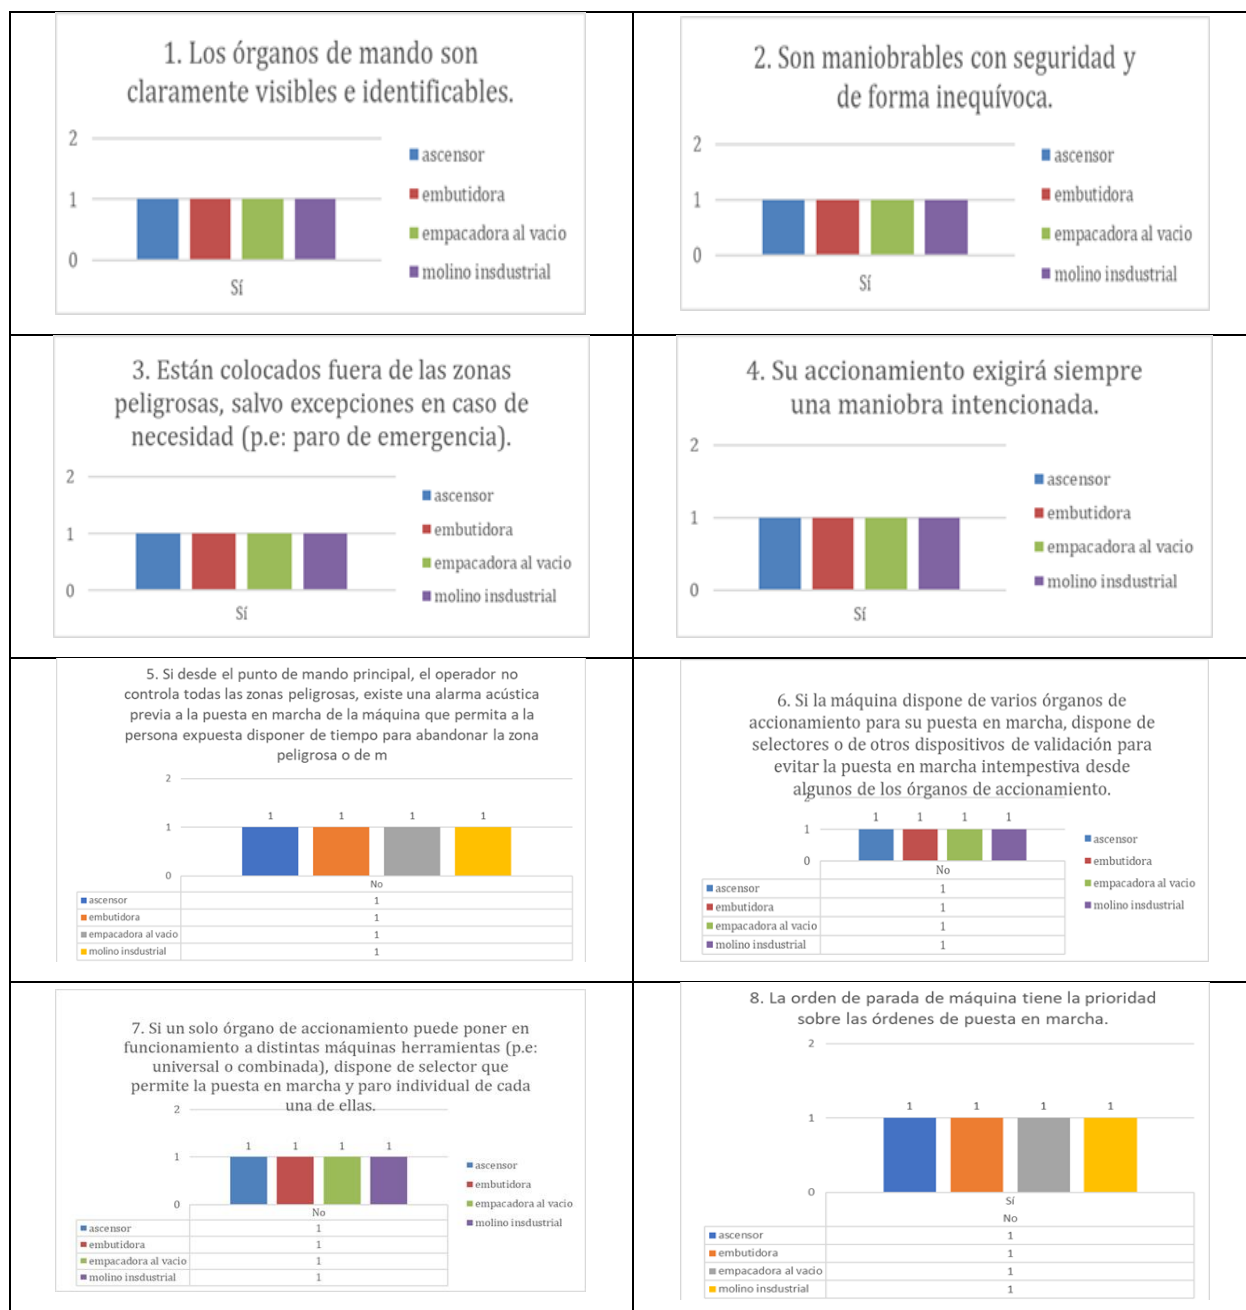 1. Los órganos de mando son
claramente visibles e identificables.
2
1
0
Sí
ascensor
embutidora
empacadora al vacio
molino insdustrial
2. Son maniobrables con seguridad y
de forma inequívoca.
2
1
0
Sí
ascensor
embutidora
empacadora al vacio
molino insdustrial
3. Están colocados fuera de las zonas
peligrosas, salvo excepciones en caso de
necesidad (p.e: paro de emergencia).
2
1
0
Sí
ascensor
embutidora
empacadora al vacio
molino insdustrial
4. Su accionamiento exigirá siempre
una maniobra intencionada.
2
1
0
Sí
ascensor
embutidora
empacadora al vacio
molino insdustrial
5. Si desde el punto de mando principal, el operador no
controla todas las zonas peligrosas, existe una alarma acústica
previa a la puesta en marcha de la máquina que permita a la
persona expuesta disponer de tiempo para abandonar la zona
peligrosa o de m
2
1 1 1 1
1
0
No
ascensor 1
embutidora 1
empacadora al vacio 1
molino insdustrial 1
6. Si la máquina dispone de varios órganos de
accionamiento para su puesta en marcha, dispone de
selectores o de otros dispositivos de validación para
evitar la puesta en marcha intempestiva desde
algunos de los órganos de accionamiento.
2
1 1 1 1
1
0
No
ascensor 1
embutidora 1
empacadora al vacio 1
molino insdustrial 1
ascensor
embutidora
empacadora al vacio
molino insdustrial
7. Si un solo órgano de accionamiento puede poner en
funcionamiento a distintas máquinas herramientas (p.e:
universal o combinada), dispone de selector que
permite la puesta en marcha y paro individual de cada
una de ellas.
2
1 1 1 1
1
0
No
ascensor 1
embutidora 1
empacadora al vacio 1
molino insdustrial 1
ascensor
embutidora
empacadora al vacio
molino insdustrial
8. La orden de parada de máquina tiene la prioridad
sobre las órdenes de puesta en marcha.
2
1 1 1 1
1
0
Sí
No
ascensor 1
embutidora 1
empacadora al vacio 1
molino insdustrial 1